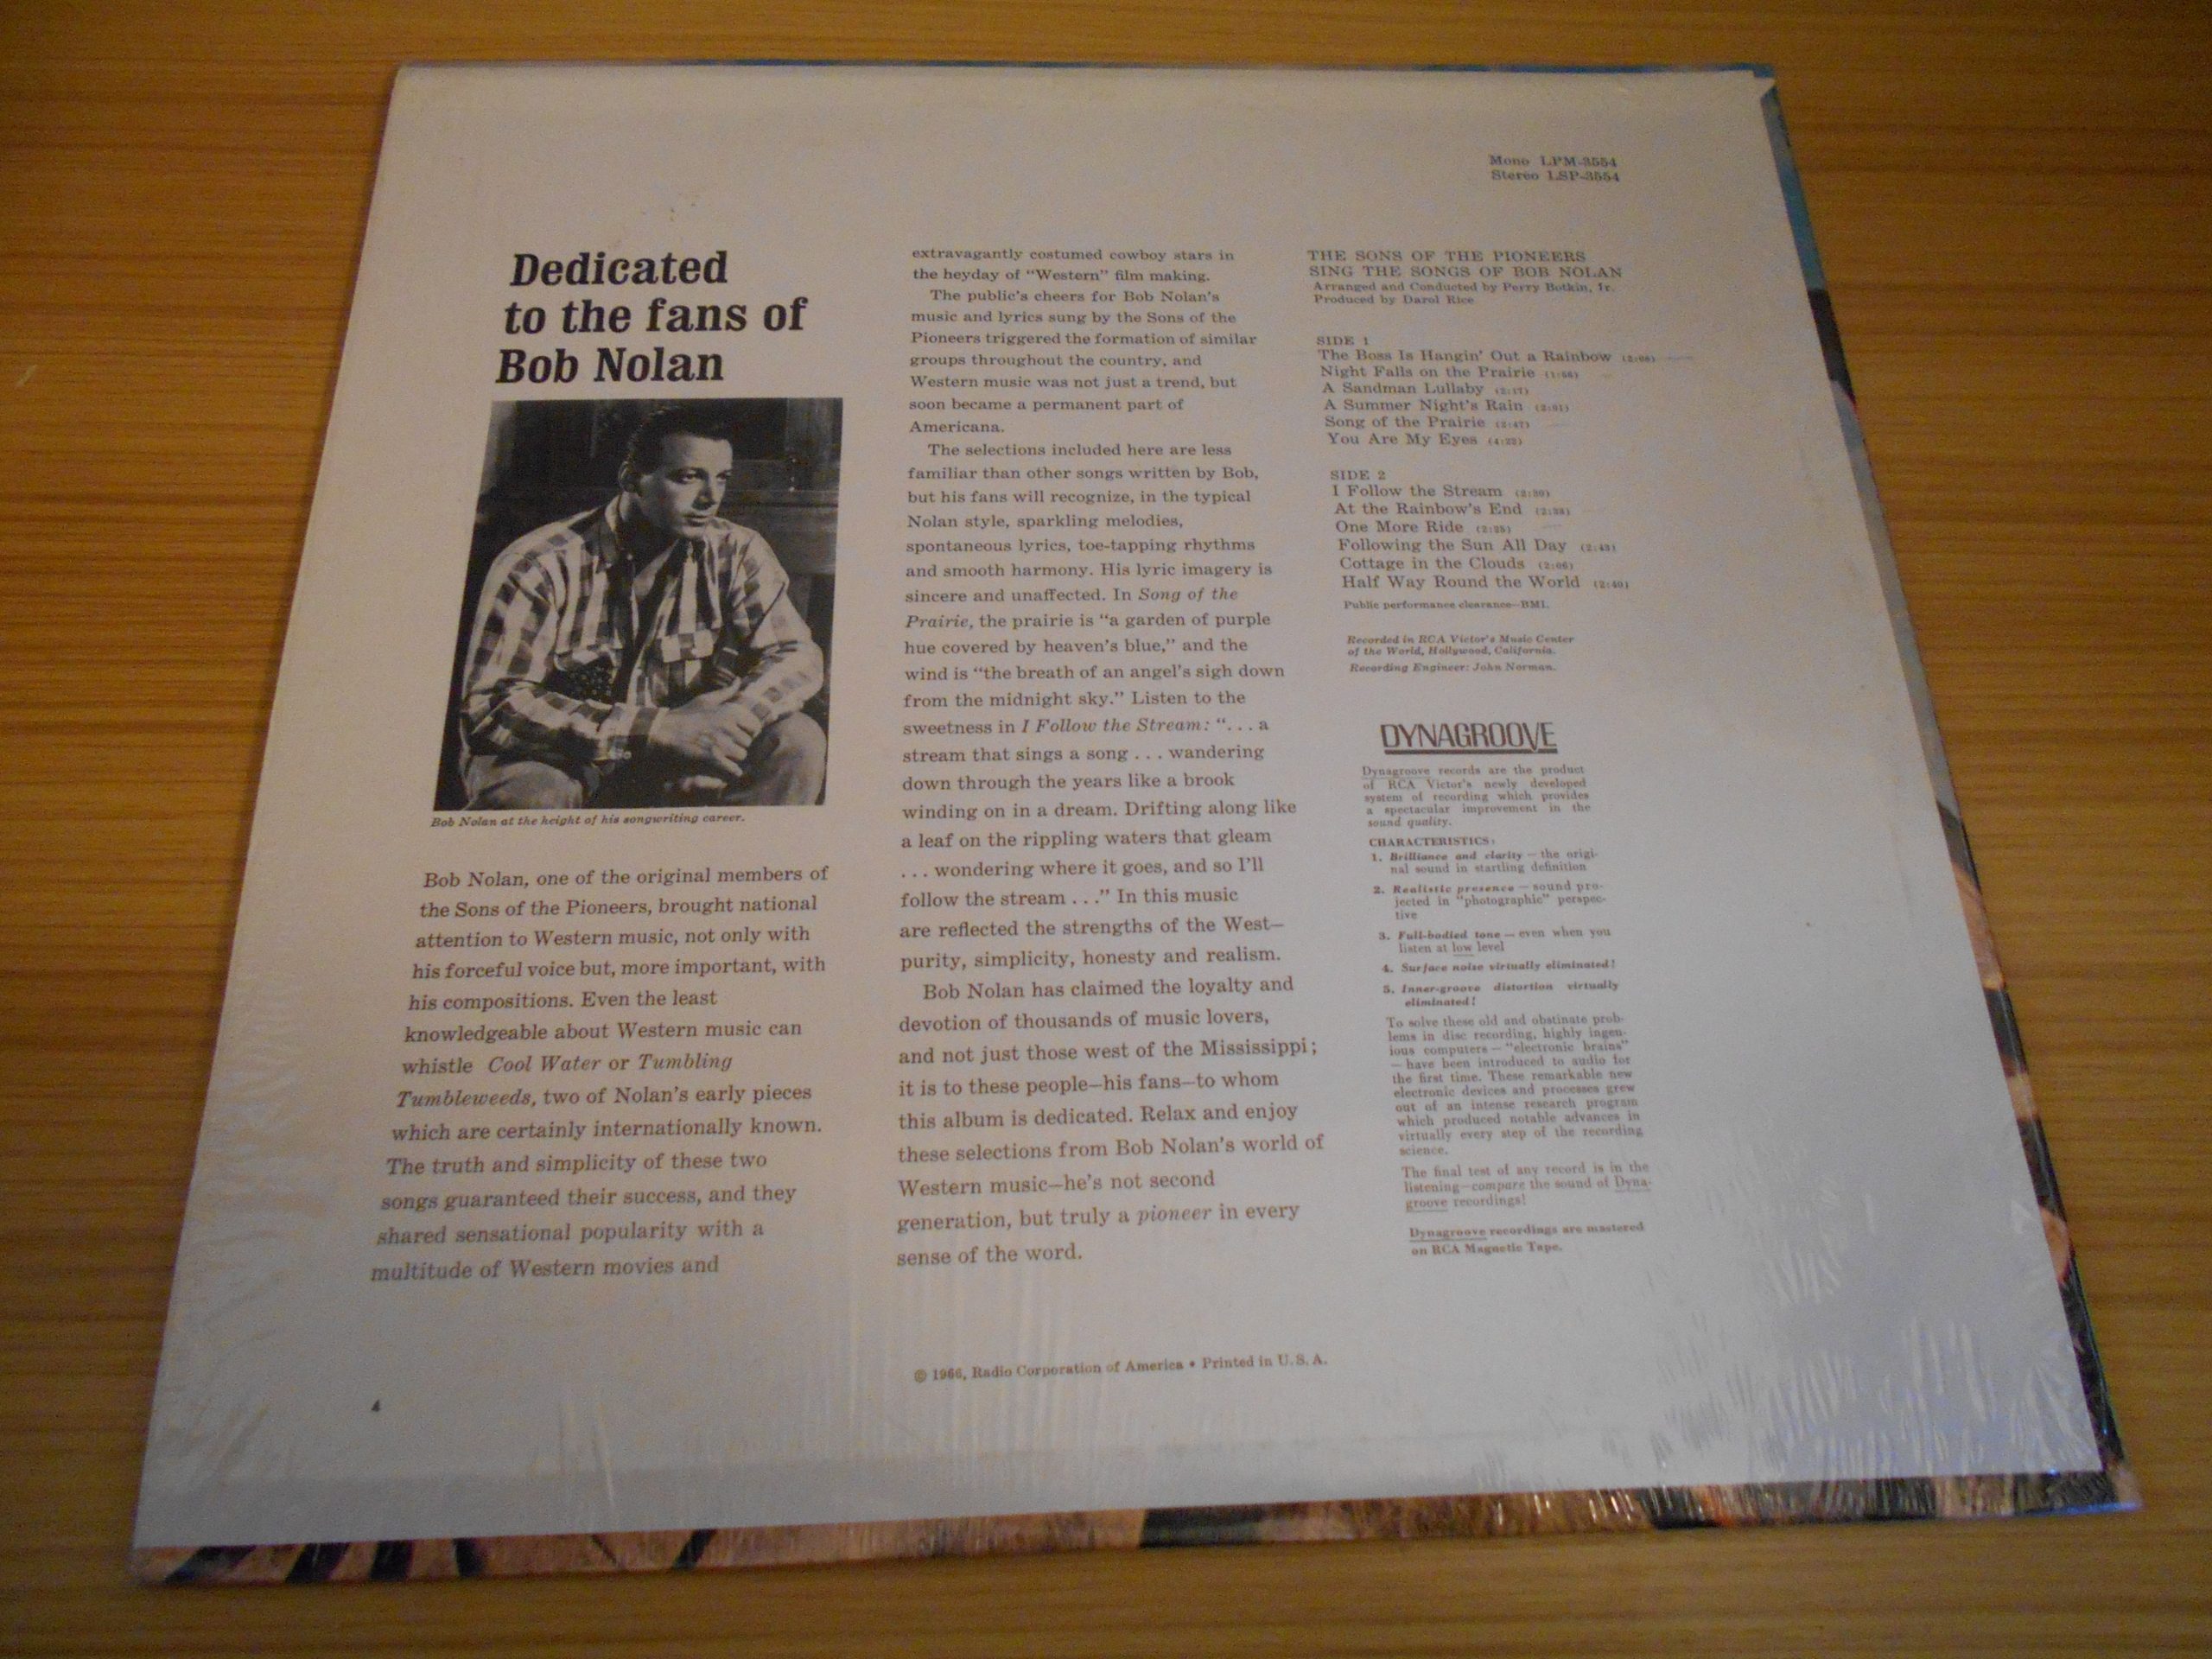 Mono LPM-3554
Stereo LSP-3554
Dedicated
to the fans of
Bob Nolan
Bob Nolan at the height of his songwriting career.
Bob Nolan, one of the original members of
the Sons of the Pioneers, brought national
attention to Western music, not only with
his forceful voice but, more important, with
his compositions. Even the least
knowledgeable about Western music can
whistle Cool Water or Tumbling
Tumbleweeds, two of Nolan's early pieces
which are certainly internationally known.
The truth and simplicity of these two
songs guaranteed their success, and they
shared sensational popularity with a
multitude of Western movies and
extravagantly costumed cowboy stars in
the heyday of "Western" film making.
The public's cheers for Bob Nolan's
music and lyrics sung by the Sons of the
Pioneers triggered the formation of similar
groups throughout the country, and
Western music was not just a trend, but
soon became a permanent part of
Americana.
The selections included here are less
familiar than other songs written by Bob,
but his fans will recognize, in the typical
Nolan style, sparkling melodies,
spontaneous lyrics, toe-tapping rhythms
and smooth harmony. His lyric imagery is
sincere and unaffected. In Song of the
Prairie, the prairie is "a garden of purple
hue covered by heaven's blue," and the
wind is "the breath of an angel's sigh down
from the midnight sky." Listen to the
sweetness in I Follow the Stream: ". . . a
stream that sings a song . . . wandering
down through the years like a brook
winding on in a dream. Drifting along like
a leaf on the rippling waters that gleam
. . . wondering where it goes, and so I'll
follow the stream . . ." In this music
are reflected the strengths of the West—
purity, simplicity, honesty and realism.
Bob Nolan has claimed the loyalty and
devotion of thousands of music lovers,
and not just those west of the Mississippi;
it is to these people—his fans—to whom
this album is dedicated. Relax and enjoy
these selections from Bob Nolan's world of
Western music—he's not second
generation, but truly a pioneer in every
sense of the word.
THE SONS OF THE PIONEERS
SING THE SONGS OF BOB NOLAN
Arranged and Conducted by Perry Botkin, Jr.
Produced by Darol Rice
SIDE 1
The Boss Is Hangin' Out a Rainbow
Night Falls on the Prairie
A Sandman Lullaby (2:17)
A Summer Night's Rain (2:01)
Song of the Prairie
You Are My Eyes
SIDE 2
I Follow the Stream
At the Rainbow's End
One More Ride
Following the Sun All Day
Cottage in the Clouds
Half Way Round the World (2:40)
Public performance clearance—BMI.
Recorded in RCA Victor's Music Center
of the World, Hollywood, California.
Recording Engineer: John Norman.
DYNAGROOVE
Dynagroove records are the product
of RCA Victor's newly developed
system of recording which provides
a spectacular improvement in the
sound quality.
CHARACTERISTICS:
1. Brilliance and clarity — the origi-
nal sound in startling definition
2. Realistic presence — sound pro-
jected in "photographic" perspec-
tive
3. Full-bodied tone — even when you
listen at low level
4. Surface noise virtually eliminated!
5. Inner-groove distortion virtually
eliminated!
To solve these old and obstinate prob-
lems in disc recording, highly ingen-
ious computers — "electronic brains"
— have been introduced to audio for
the first time. These remarkable new
electronic devices and processes grew
out of an intense research program
which produced notable advances in
virtually every step of the recording
science.
The final test of any record is in the
listening—compare the sound of Dyna-
groove recordings!
Dynagroove recordings are mastered
on RCA Magnetic Tape.
© 1966, Radio Corporation of America • Printed in U.S.A.
4